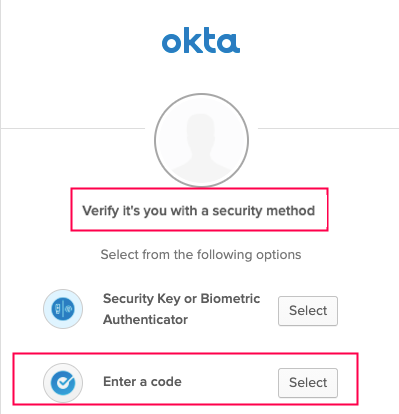 okta
Verify it's you with a security method
Select from the following options
Security Key or Biometric
Authenticator
Select
Enter a code
Select